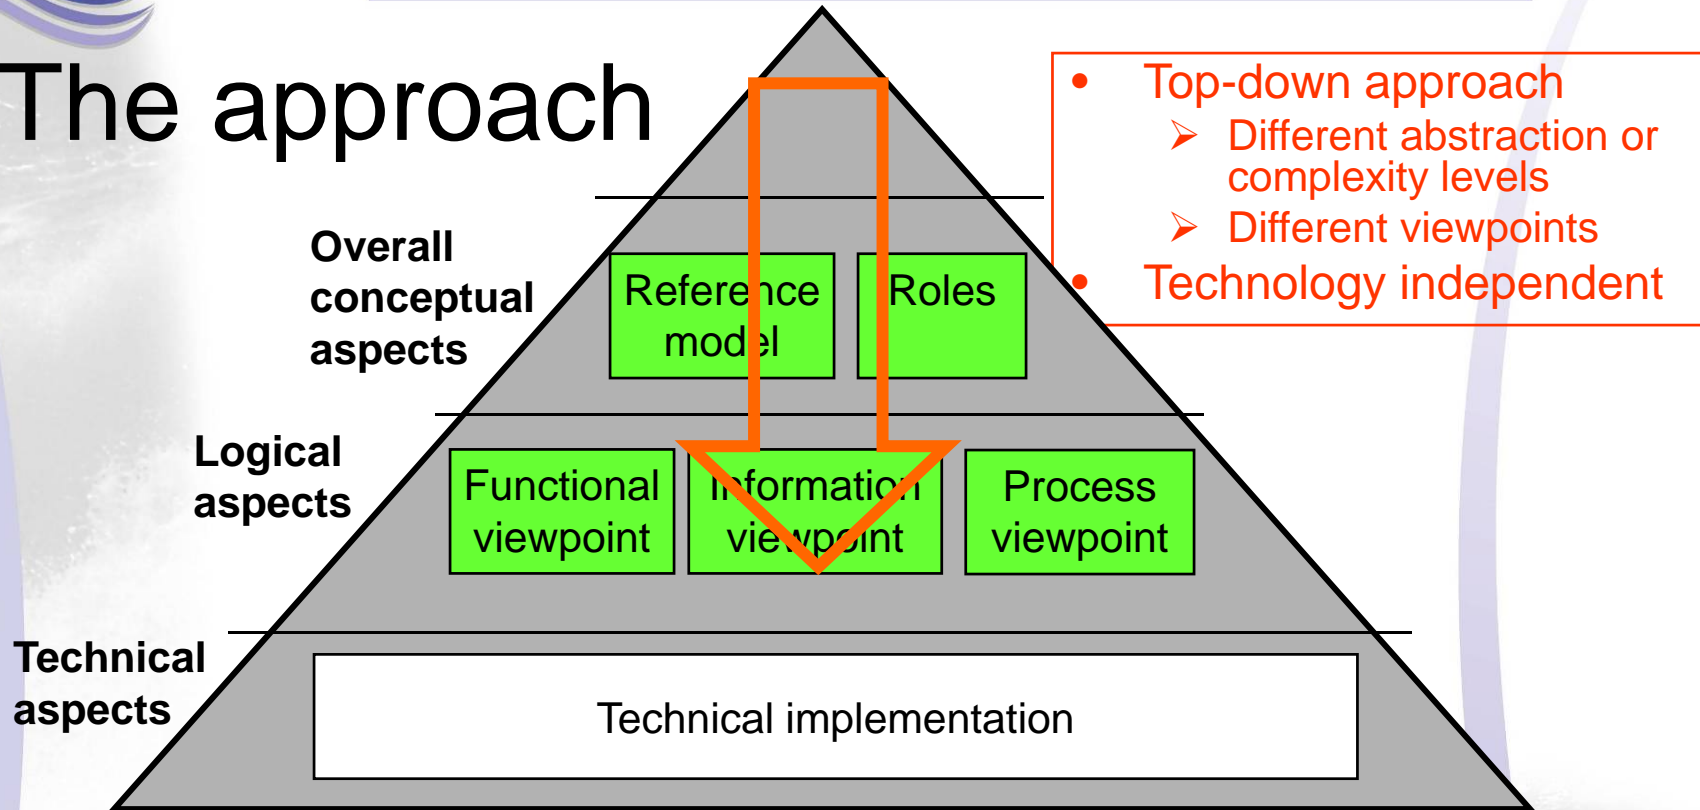 The approach
• Top-down approach
➢ Different abstraction or
complexity levels
➢ Different viewpoints
• Technology independent
Overall
conceptual
aspects
Reference
model
Roles
Logical
aspects
Functional
viewpoint
Information
viewpoint
Process
viewpoint
Technical
aspects
Technical implementation